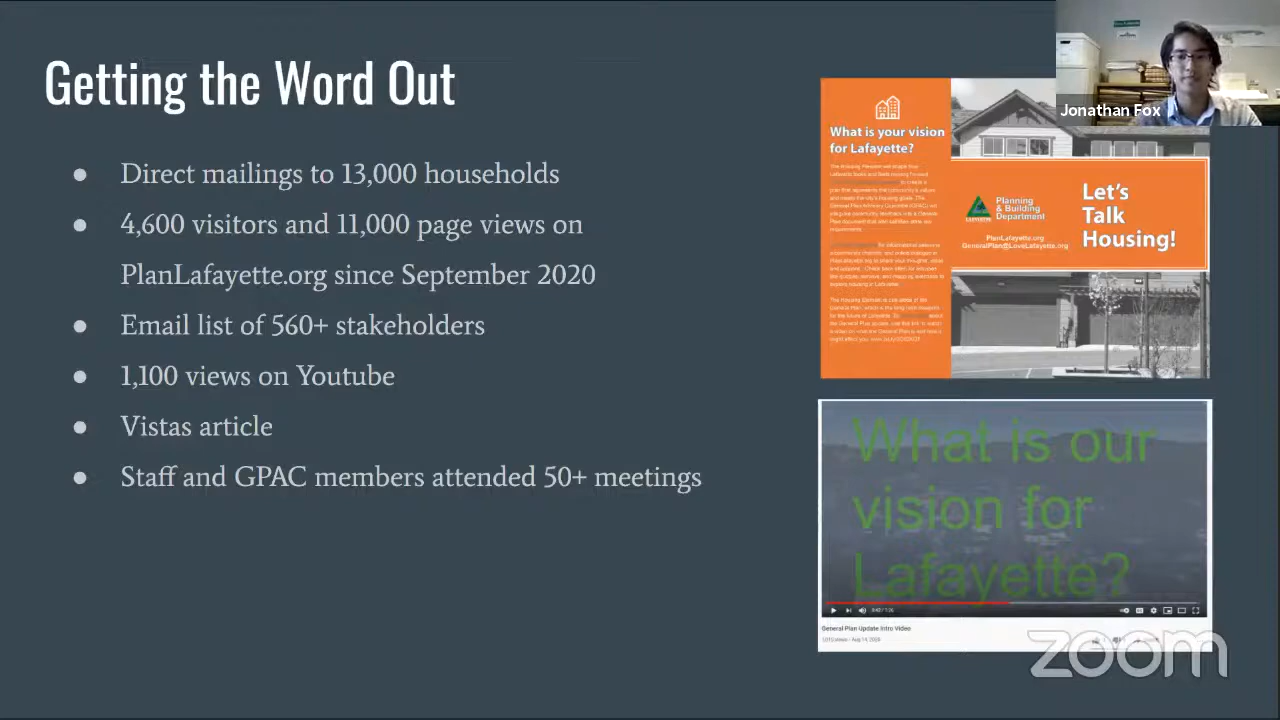 Getting the Word Out
● Direct mailings to 13,000 households
● 4,600 visitors and 11,000 page views on
PlanLafayette.org since September 2020
● Email list of 560+ stakeholders
● 1,100 views on Youtube
● Vistas article
● Staff and GPAC members attended 50+ meetings
Jonathan Fox
What is your vision
for Lafayette?
Planning
& Building
Department
PlanLafayette.org
GeneralPlan@LoveLafayette.org
Let's
Talk
Housing!
What is our
vision for
Lafayette?
General Plan Update Intro Video
zoom